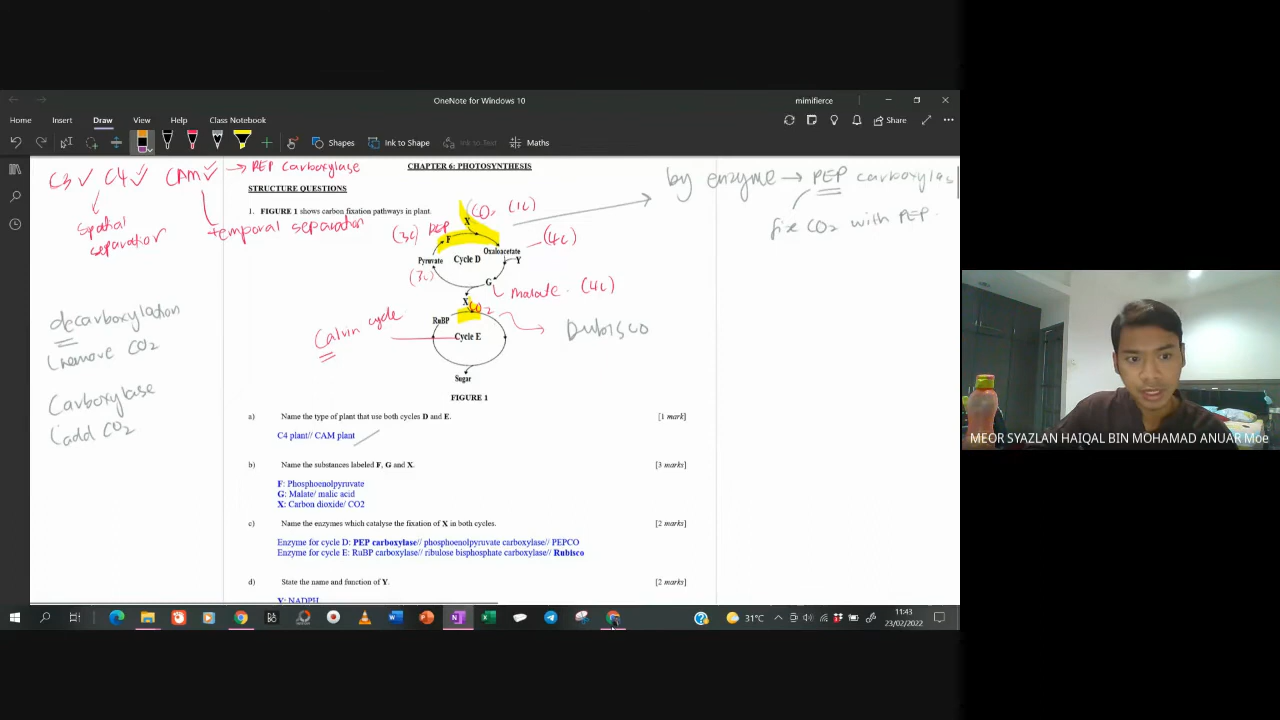 OneNote for Windows 10
mimifierce
Home
Insert
Draw
View
Help
Class Notebook
Share
Shapes
Ink to Shape
Ink to Text
Maths
C3 C4 CAM → PEP carboxylase
spatial separation
temporal separation
CHAPTER 6: PHOTOSYNTHESIS
STRUCTURE QUESTIONS
1. FIGURE 1 shows carbon fixation pathways in plant.
CO2 (1C)
X
(3C) PEP
F
Oxaloacetate
(4C)
Pyruvate
Cycle D
Y
(3C)
G
malate (4C)
X
CO2
RuBP
Rubisco
Calvin cycle
Cycle E
Sugar
FIGURE 1
by enzyme → PEP carboxylas
fix CO2 with PEP
decarboxylation
(remove CO2
Carboxylase
(add CO2
a) Name the type of plant that use both cycles D and E. [1 mark]
C4 plant// CAM plant
b) Name the substances labeled F, G and X. [3 marks]
F: Phosphoenolpyruvate
G: Malate/ malic acid
X: Carbon dioxide/ CO2
c) Name the enzymes which catalyse the fixation of X in both cycles. [2 marks]
Enzyme for cycle D: PEP carboxylase// phosphoenolpyruvate carboxylase// PEPCO
Enzyme for cycle E: RuBP carboxylase// ribulose bisphosphate carboxylase// Rubisco
d) State the name and function of Y. [2 marks]
Y: NADPH
MEOR SYAZLAN HAIQAL BIN MOHAMAD ANUAR Moe
31°C
11:43
23/02/2022